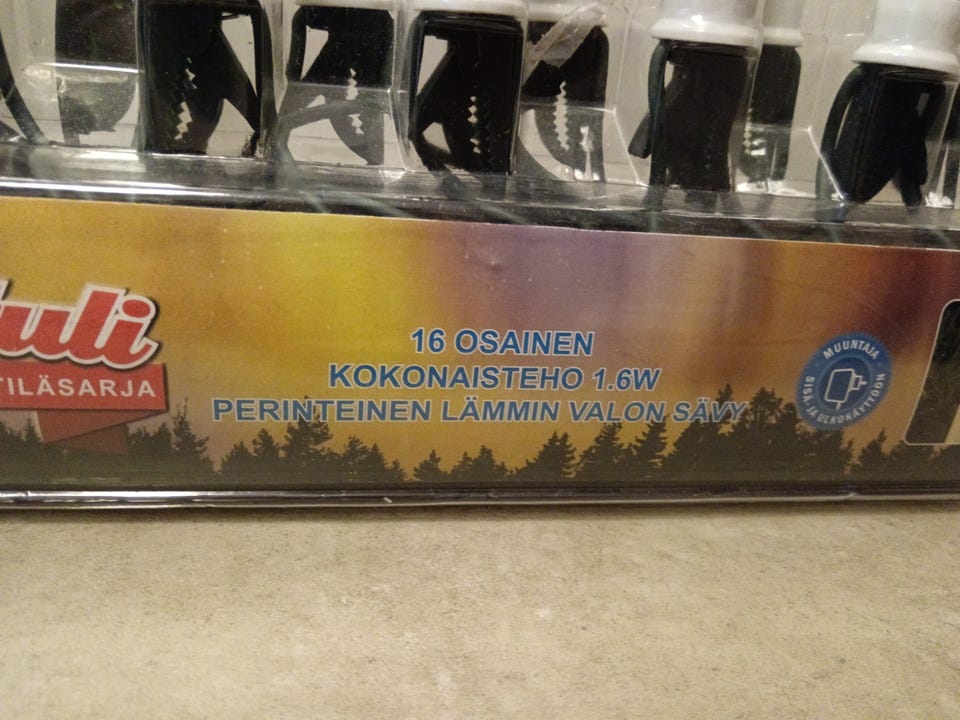 16 OSAINEN
KOKONAISTEHO 1.6W
PERINTEINEN LÄMMIN VALON SÄVY
MUUNTAJA
SISÄ- JA ULKOKÄYTTÖÖN
uli
TILÄSARJA